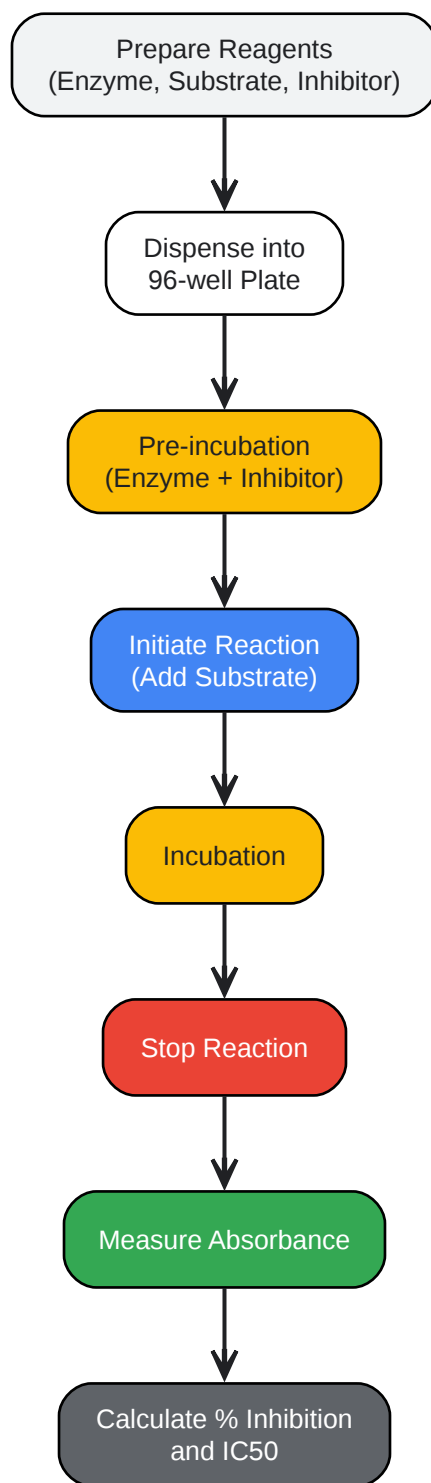 Prepare Reagents
(Enzyme, Substrate, Inhibitor)
Dispense into
96-well Plate
Pre-incubation
(Enzyme + Inhibitor)
Initiate Reaction
(Add Substrate)
Incubation
Stop Reaction
Measure Absorbance
Calculate % Inhibition
and IC50